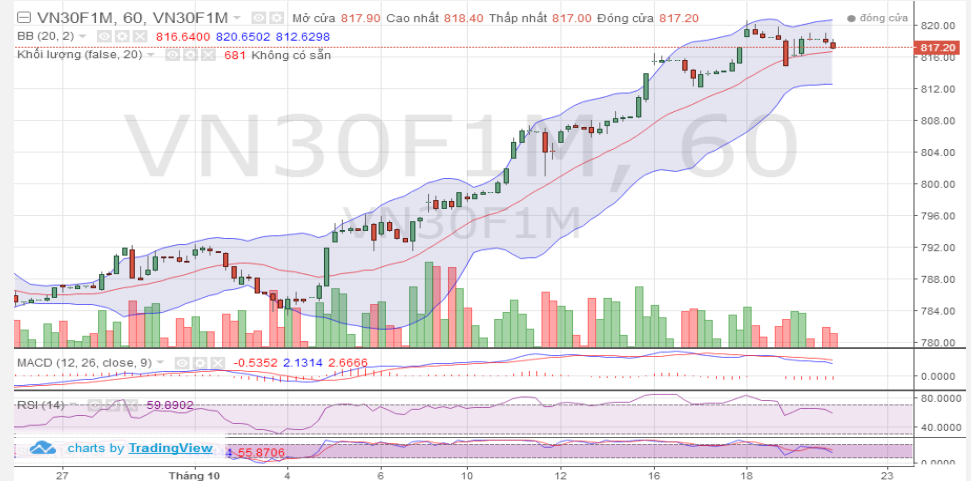 VN30F1M, 60, VN30F1M Mở cửa 817.90 Cao nhất 818.40 Thấp nhất 817.00 Đóng cửa 817.20
đóng cửa
BB (20, 2) 816.6400 820.6502 812.6298
Khối lượng (false, 20) 681 Không có sẵn
VN30F1M, 60
VN30F1M
820.00
817.20
816.00
812.00
808.00
804.00
800.00
796.00
792.00
788.00
784.00
780.00
MACD (12, 26, close, 9) -0.5352 2.1314 2.6666
0.0000
RSI (14) 59.8902
80.0000
40.0000
charts by TradingView
4 55.8706
0.0000
27 Tháng 10 4 6 10 12 16 18 23